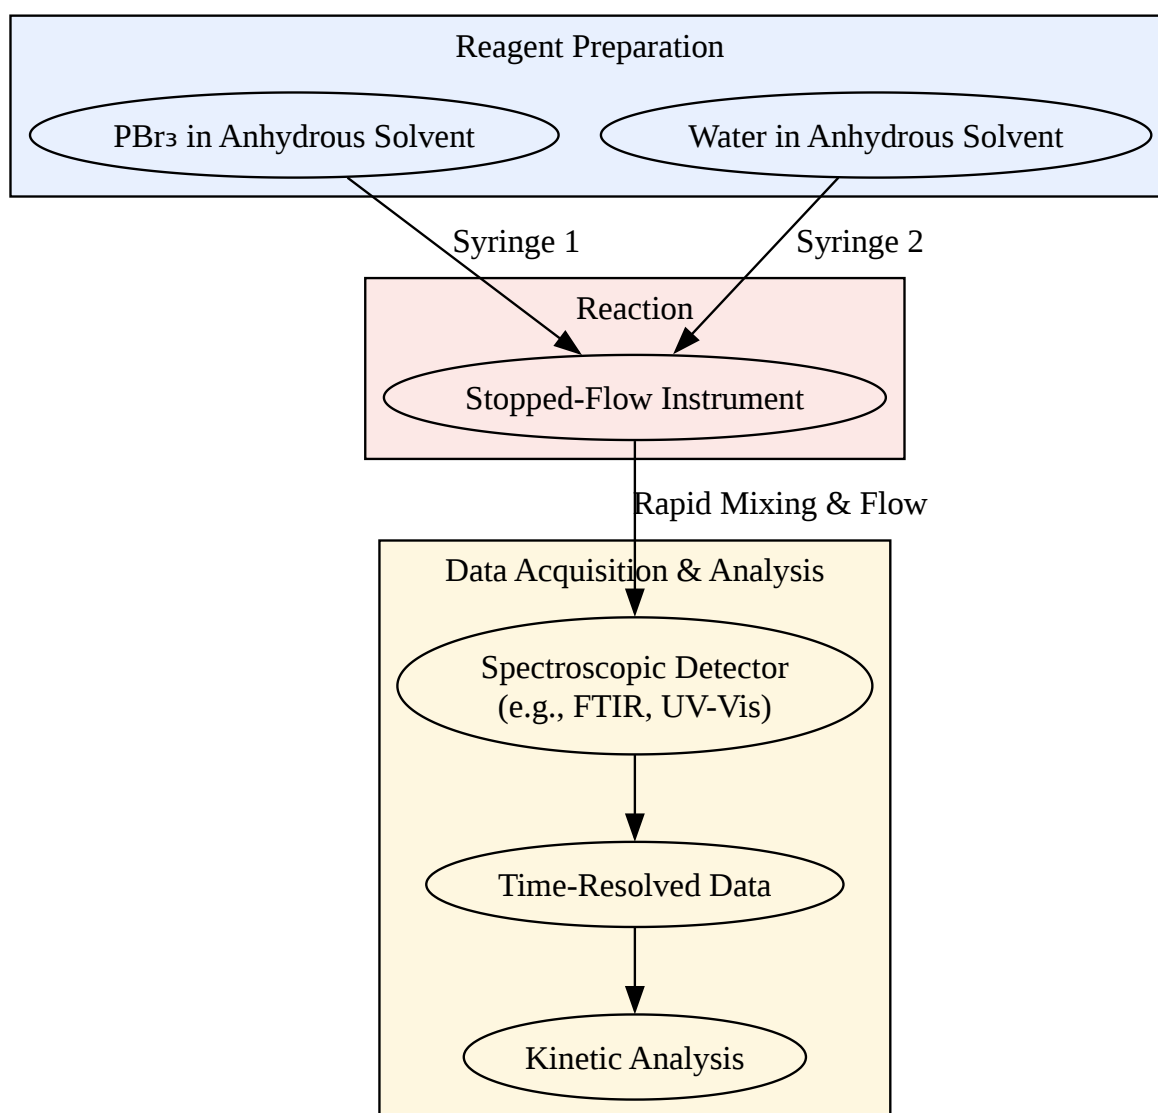 Reagent Preparation
PBr₃ in Anhydrous Solvent
Water in Anhydrous Solvent
Syringe 1
Syringe 2
Reaction
Stopped-Flow Instrument
Rapid Mixing & Flow
Data Acquisition & Analysis
Spectroscopic Detector
(e.g., FTIR, UV-Vis)
Time-Resolved Data
Kinetic Analysis